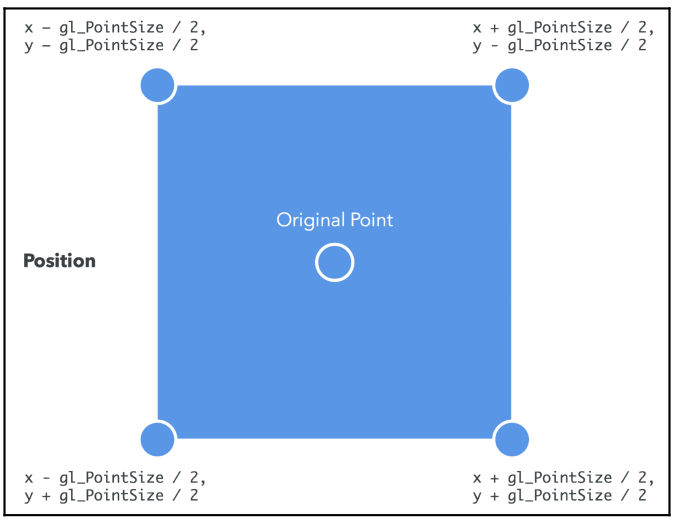 x – gl_PointSize / 2,
y – gl_PointSize / 2
x + gl_PointSize / 2,
y - gl_PointSize / 2
Original Point
Position
x - gl_PointSize / 2,
y + gl_PointSize / 2
x + gl_PointSize / 2,
y + gl_PointSize / 2